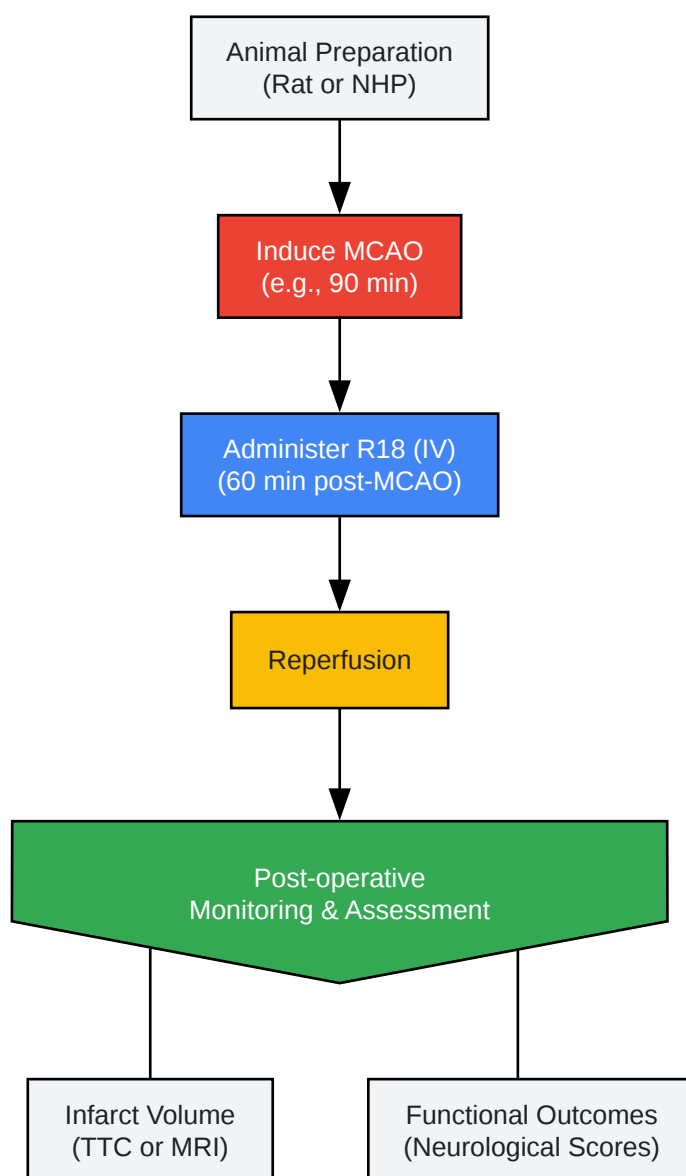 Animal Preparation
(Rat or NHP)
Induce MCAO
(e.g., 90 min)
Administer R18 (IV)
(60 min post-MCAO)
Reperfusion
Post-operative
Monitoring & Assessment
Infarct Volume
(TTC or MRI)
Functional Outcomes
(Neurological Scores)